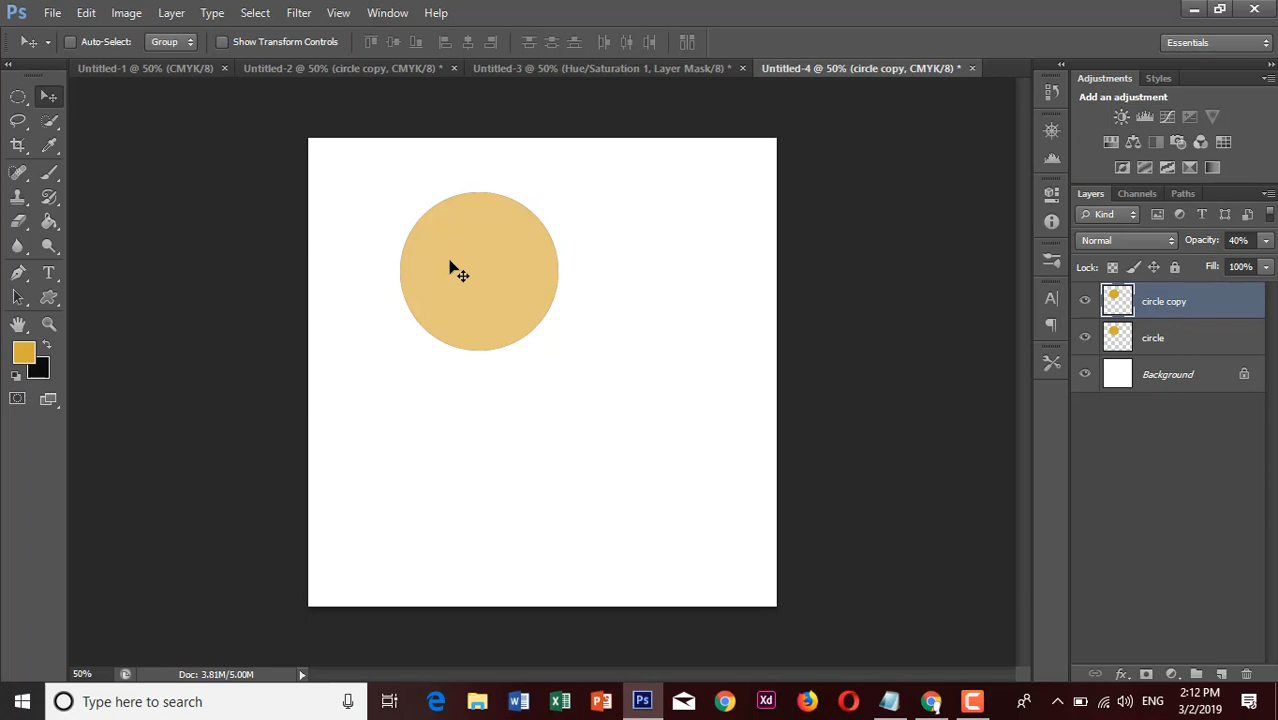 Ps File Edit Image Layer Type Select Filter View Window Help
Auto-Select: Group Show Transform Controls Essentials
Untitled-1 @ 50% (CMYK/8) × Untitled-2 @ 50% (circle copy, CMYK/8) * × Untitled-3 @ 50% (Hue/Saturation 1, Layer Mask/8) * × Untitled-4 @ 50% (circle copy, CMYK/8) * ×
Adjustments Styles
Add an adjustment
Layers Channels Paths
Kind
Normal Opacity: 40%
Lock: Fill: 100%
circle copy
circle
Background
50% Doc: 3.81M/5.00M
Type here to search
ENG
2:12 PM
3/2/2019